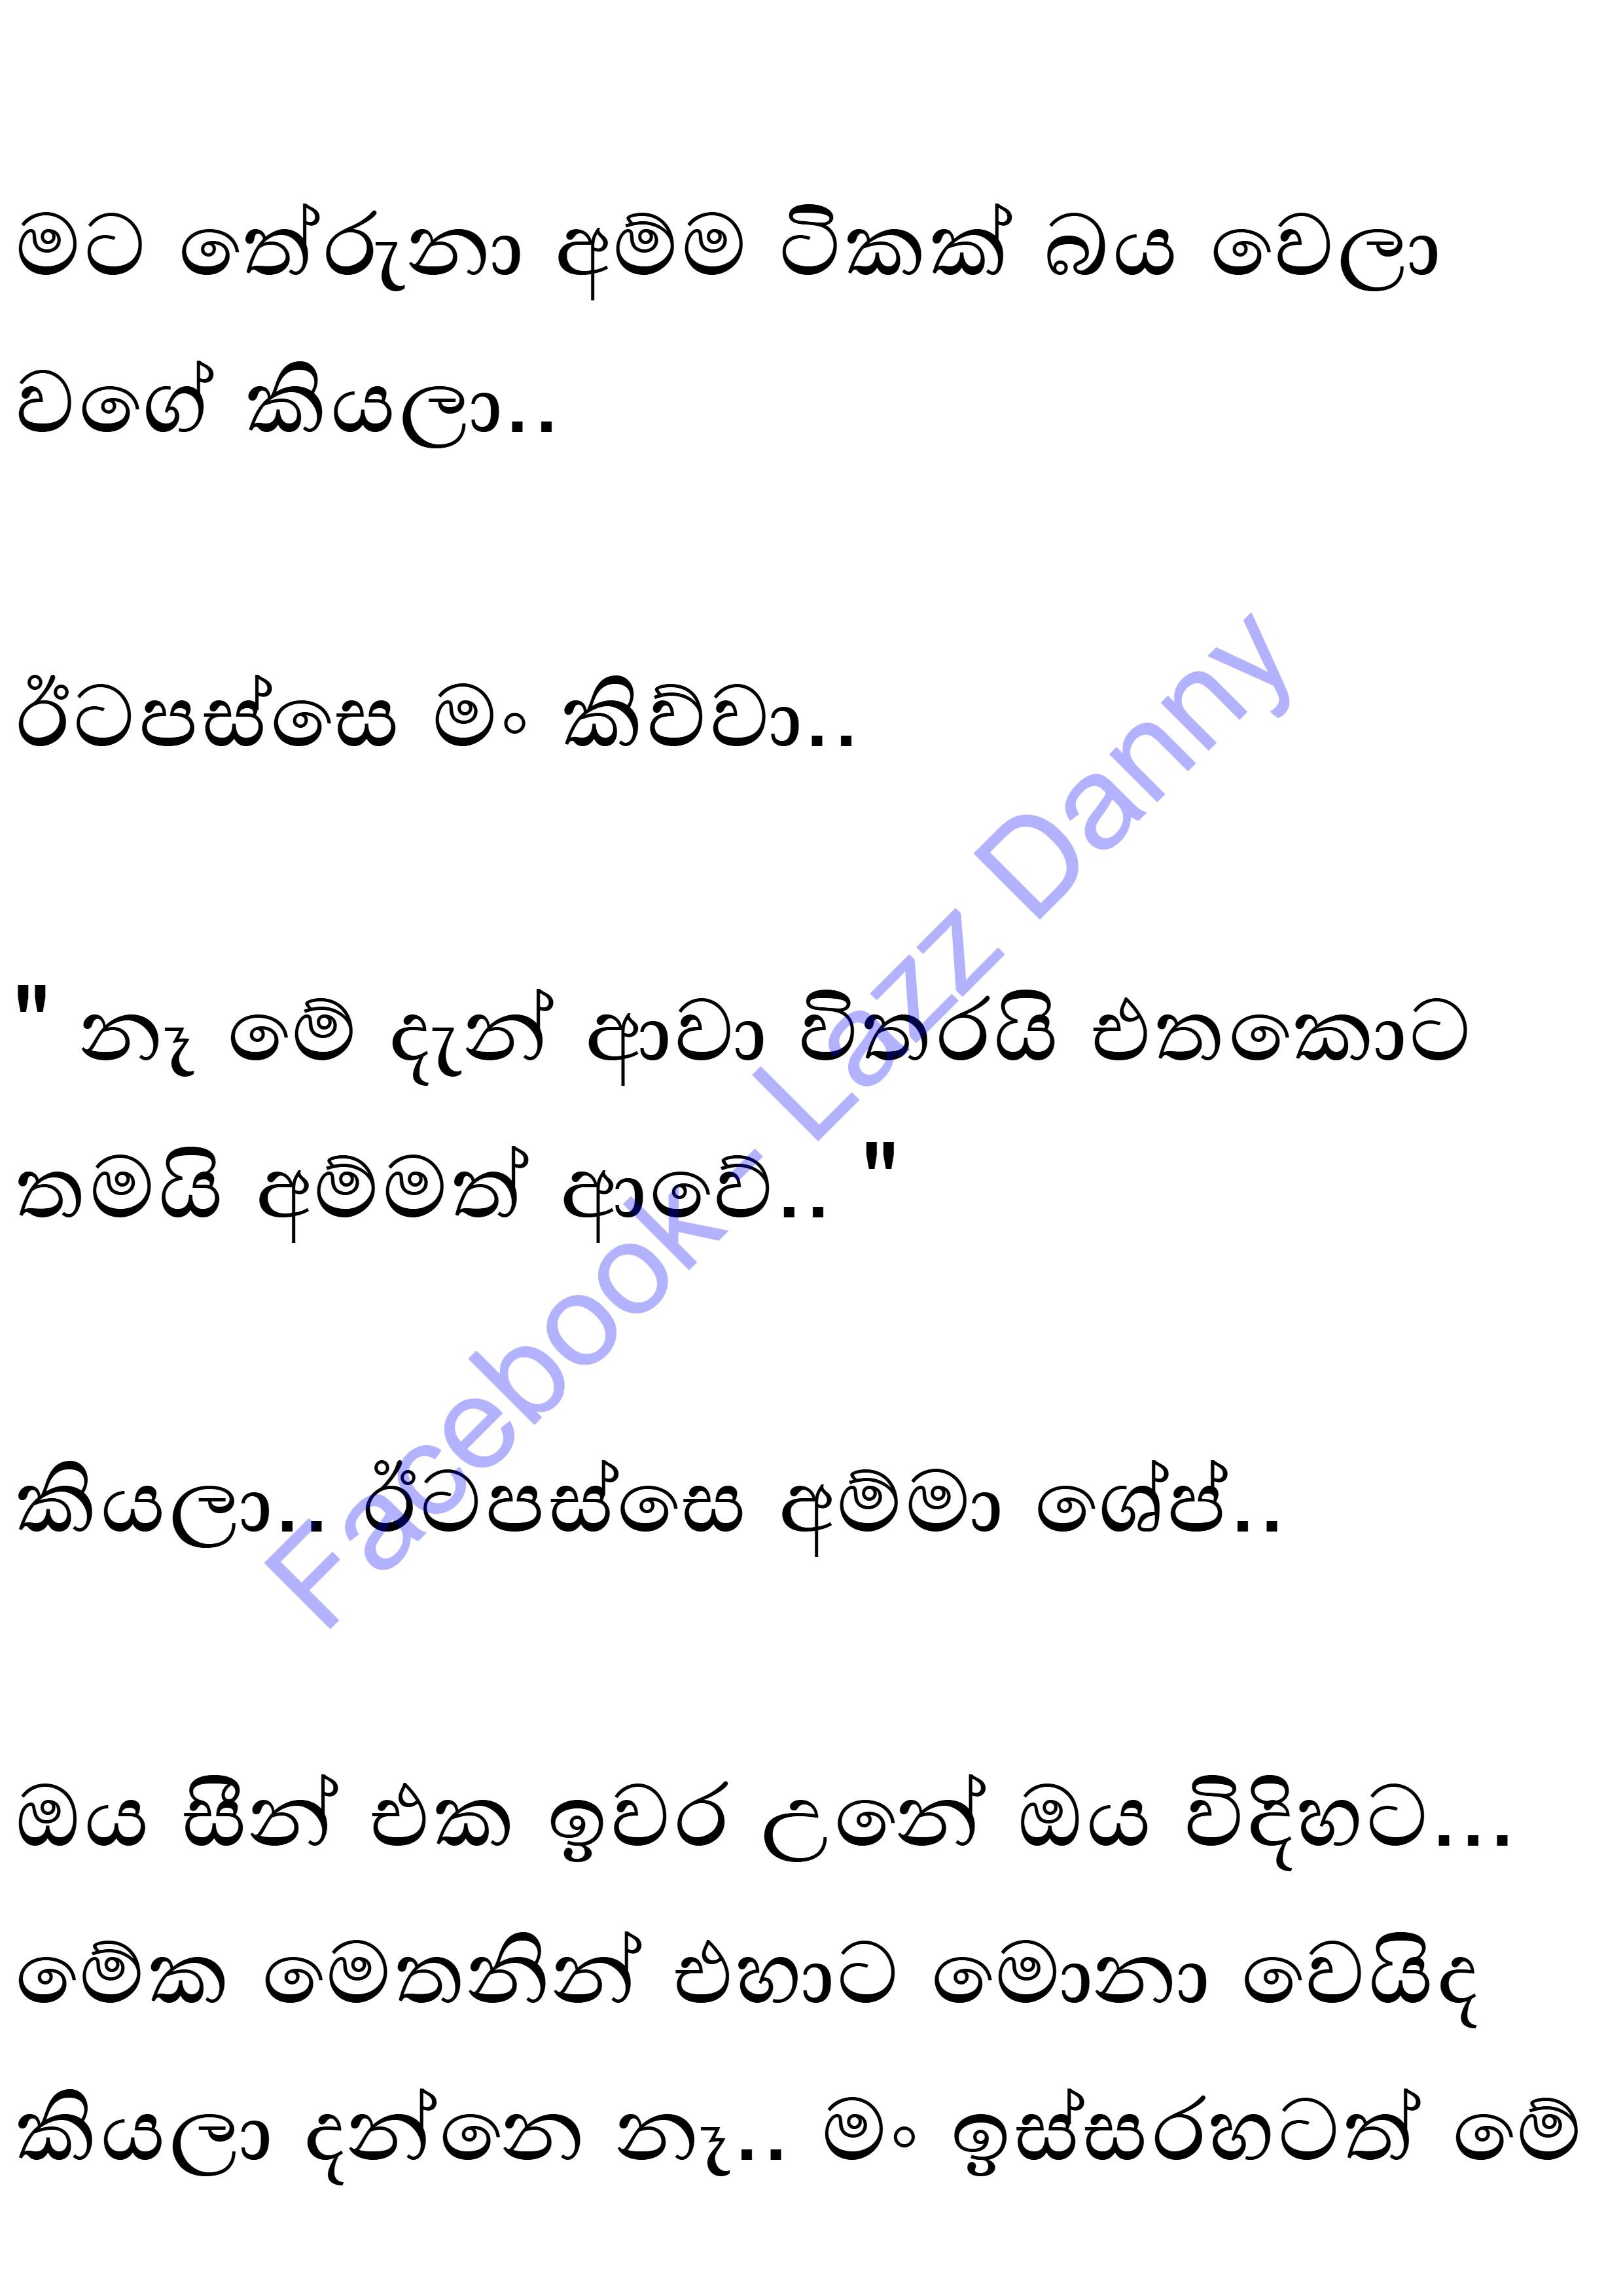 මට තේරුනා අම්ම ටිකක් බය වෙලා
වගේ කියලා..
ඊටපස්සෙ මං කිව්වා..
" නෑ මේ දැන් ආවා විතරයි එතකොට
තමයි අම්මත් ආවේ.. "
කියලා.. ඊටපස්සෙ අම්මා ශේප්..
ඔය සීන් එක ඉවර උනේ ඔය විදිහට...
මේක මෙතනින් එහාට මොනා වෙයිද
කියලා දන්නෙ නෑ.. මං ඉස්සරහටත් මේ
Facebook - Lazz Danny